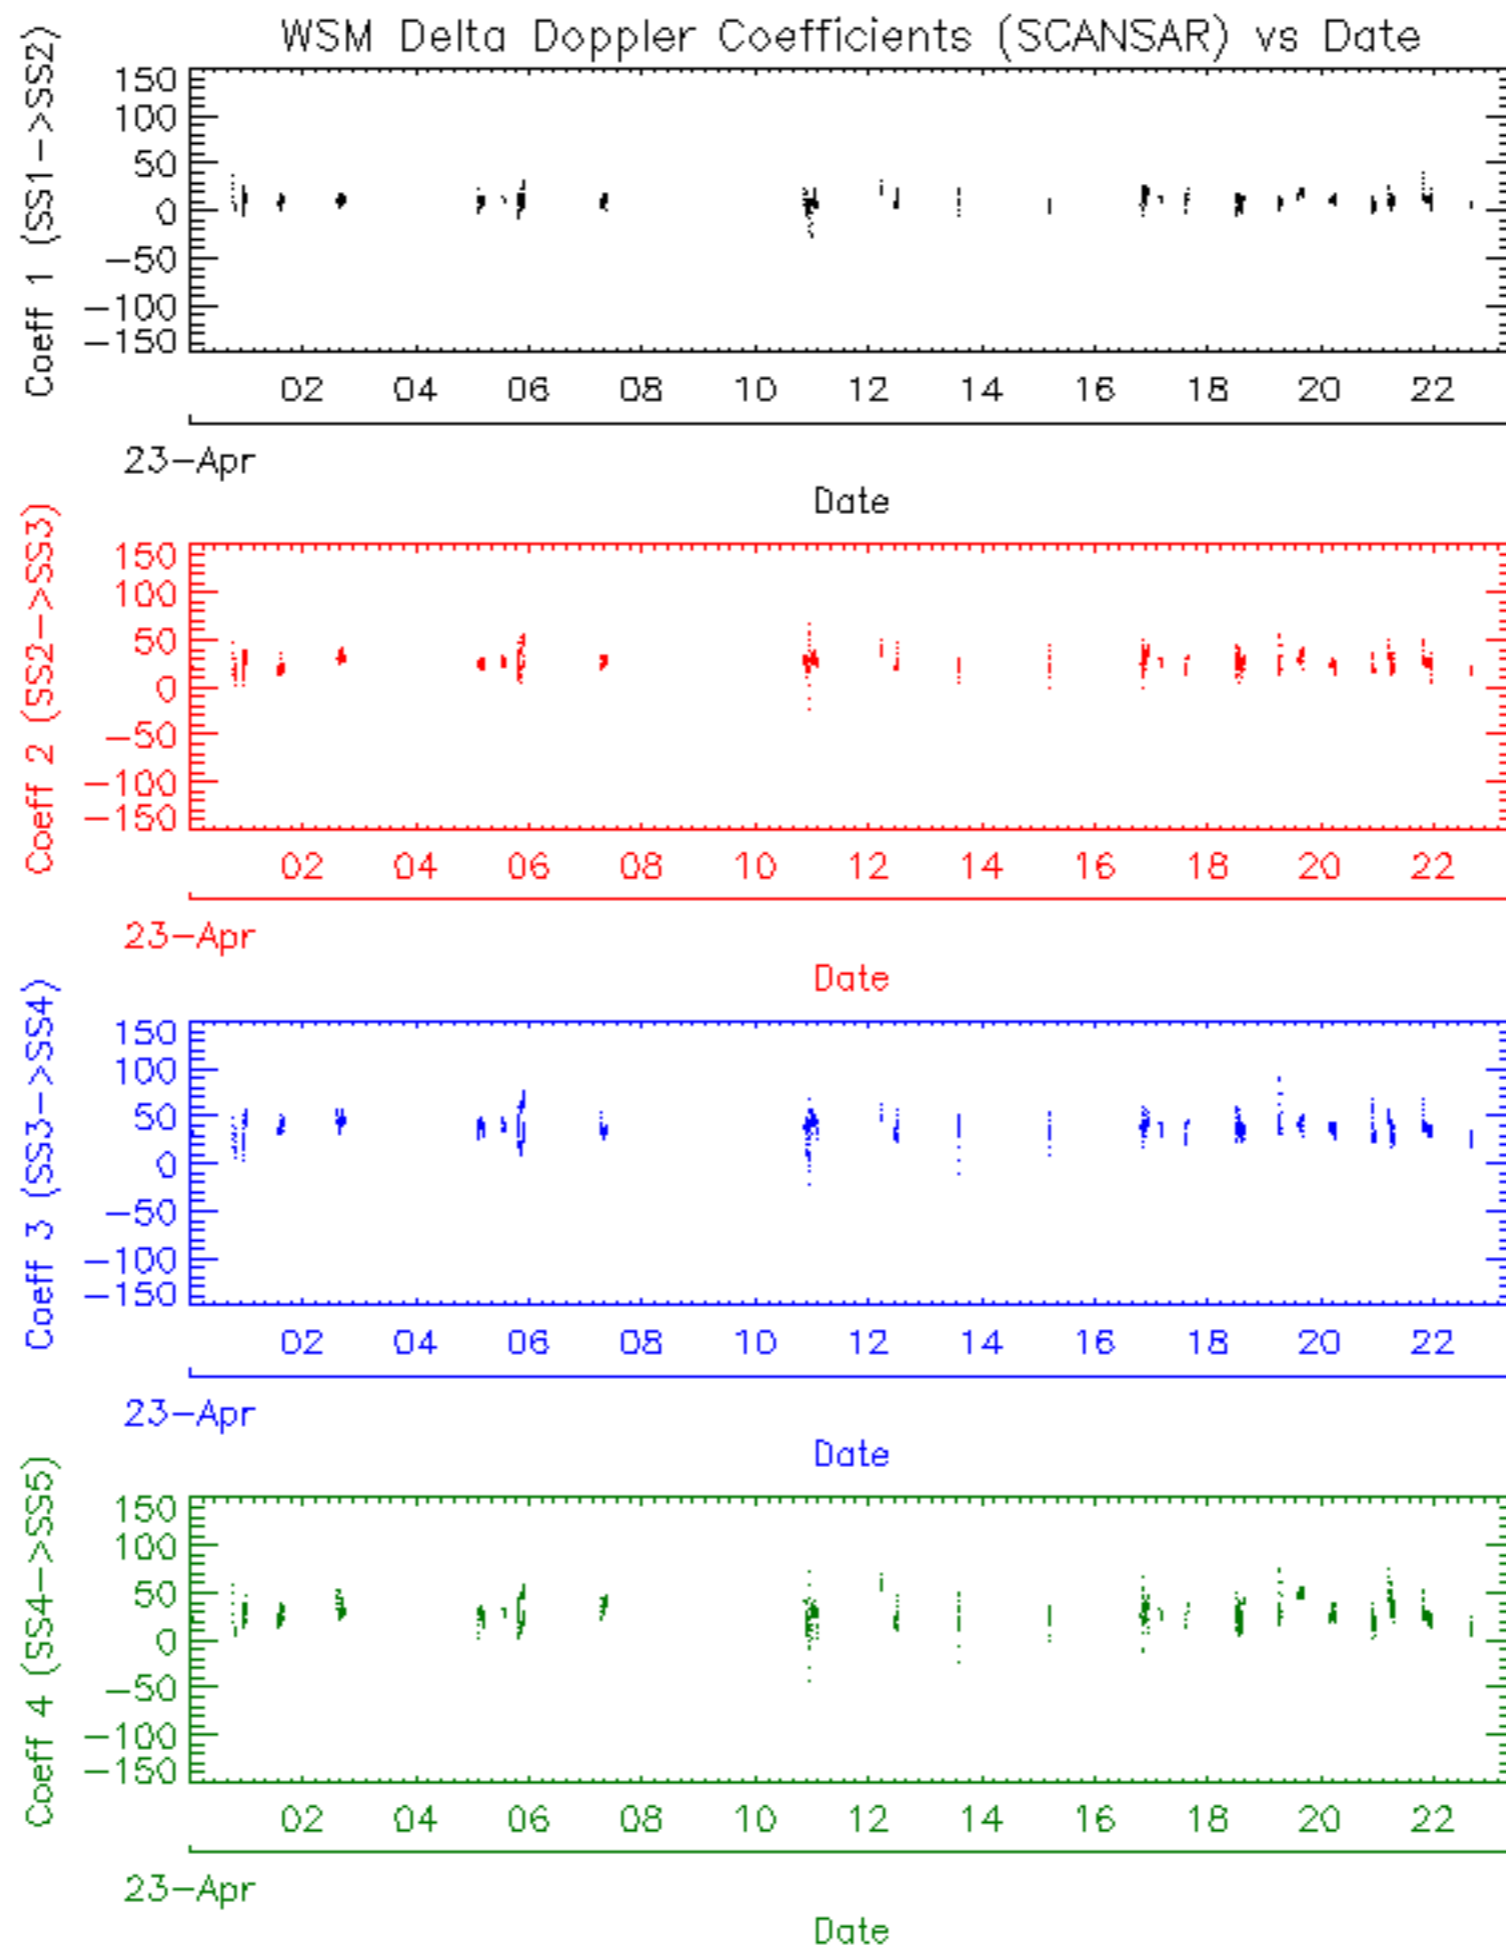 WSM Delta Doppler Coefficients (SCANSAR) vs Date
Coeff 1 (SS1->SS2)
150
100
50
0
-50
-100
-150
02 04 06 08 10 12 14 16 18 20 22
23-Apr
Date
Coeff 2 (SS2->SS3)
150
100
50
0
-50
-100
-150
02 04 06 08 10 12 14 16 18 20 22
23-Apr
Date
Coeff 3 (SS3->SS4)
150
100
50
0
-50
-100
-150
02 04 06 08 10 12 14 16 18 20 22
23-Apr
Date
Coeff 4 (SS4->SS5)
150
100
50
0
-50
-100
-150
02 04 06 08 10 12 14 16 18 20 22
23-Apr
Date